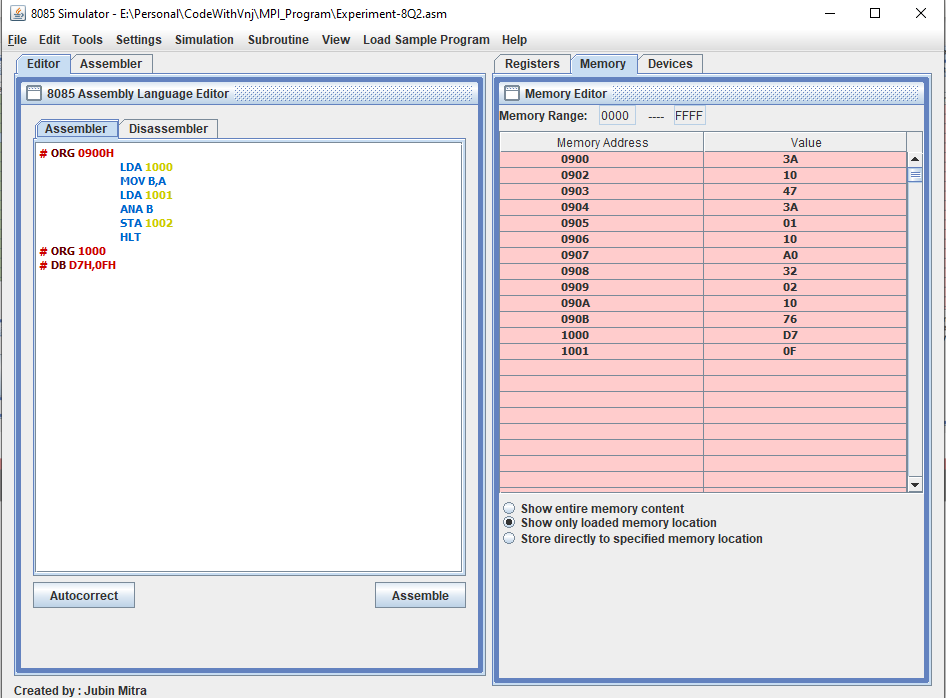 8085 Simulator - E:\Personal\CodeWithVnj\MPI_Program\Experiment-8Q2.asm
File Edit Tools Settings Simulation Subroutine View Load Sample Program Help
Editor Assembler
8085 Assembly Language Editor
Assembler Disassembler
# ORG 0900H
LDA 1000
MOV B,A
LDA 1001
ANA B
STA 1002
HLT
# ORG 1000
# DB D7H,0FH
Autocorrect Assemble
Registers Memory Devices
Memory Editor
Memory Range: 0000 ---- FFFF
Memory Address Value
0900 3A
0902 10
0903 47
0904 3A
0905 01
0906 10
0907 A0
0908 32
0909 02
090A 10
090B 76
1000 D7
1001 0F
Show entire memory content
Show only loaded memory location
Store directly to specified memory location
Created by : Jubin Mitra